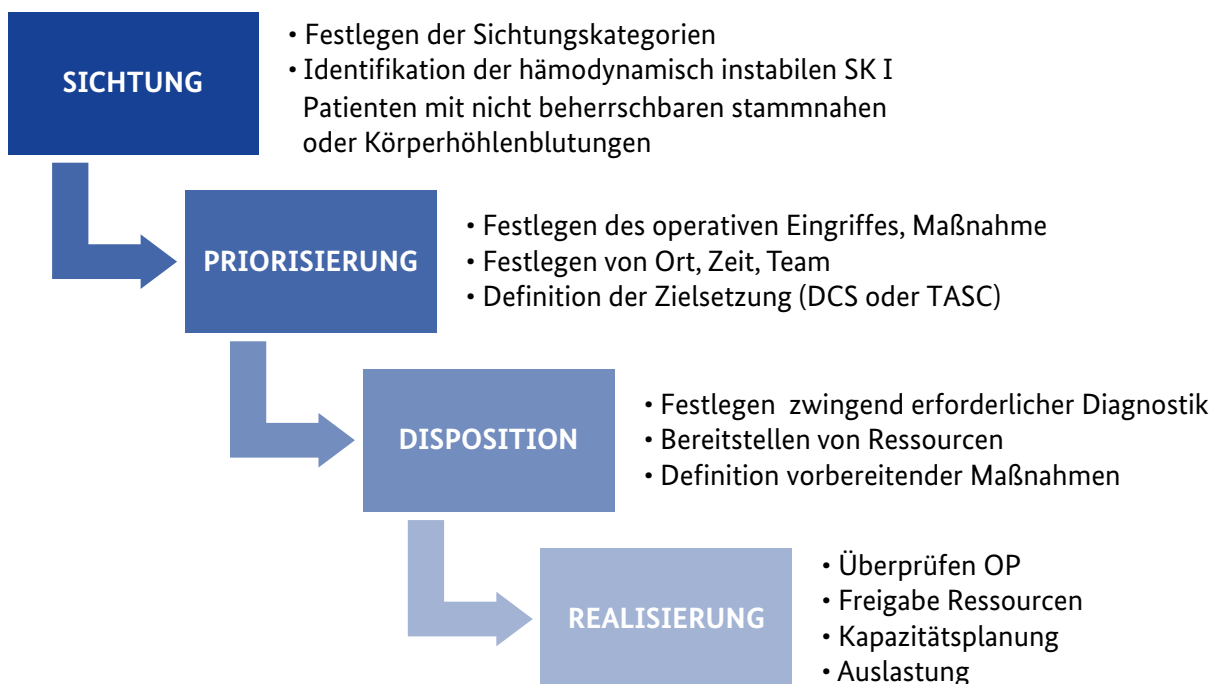 SICHTUNG
• Festlegen der Sichtungskategorien
• Identifikation der hämodynamisch instabilen SK I
Patienten mit nicht beherrschbaren stammnahen
oder Körperhöhlenblutungen
PRIORISIERUNG
• Festlegen des operativen Eingriffes, Maßnahme
• Festlegen von Ort, Zeit, Team
• Definition der Zielsetzung (DCS oder TASC)
DISPOSITION
• Festlegen zwingend erforderlicher Diagnostik
• Bereitstellen von Ressourcen
• Definition vorbereitender Maßnahmen
REALISIERUNG
• Überprüfen OP
• Freigabe Ressourcen
• Kapazitätsplanung
• Auslastung